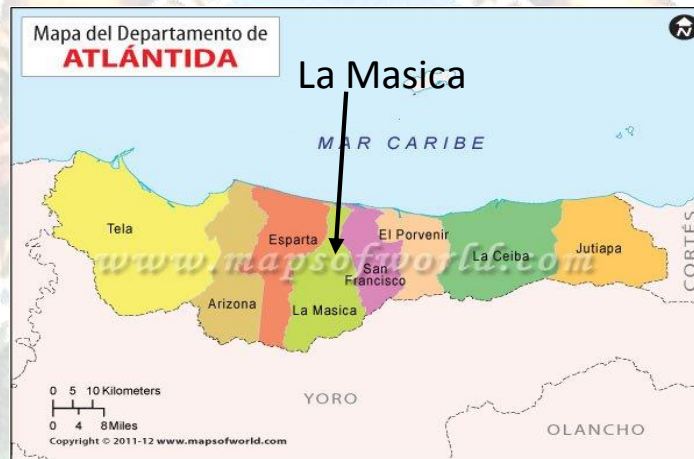 Mapa del Departamento de
ATLÁNTIDA
N
La Masica
MAR CARIBE
Tela
Esparta
El Porvenir
La Ceiba
Jutiapa
www.mapsofworld.com
San
Francisco
Arizona
La Masica
CORTÉS
0 5 10 Kilometers
0 4 8 Miles
YORO
OLANCHO
Copyright © 2011-12 www.mapsofworld.com